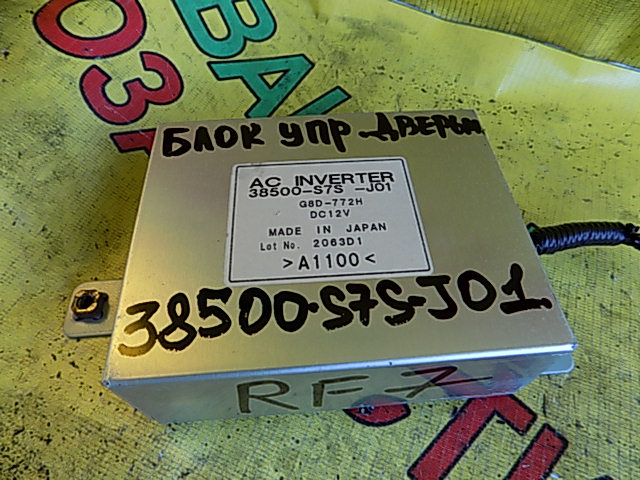 БЛОК УПР ДВЕРЬМ
AC INVERTER
38500-S7S -J01
G8D-772H
DC12V
MADE IN JAPAN
Lot No. 2063D1
>A1100<
38500-S7S-J01
RF7